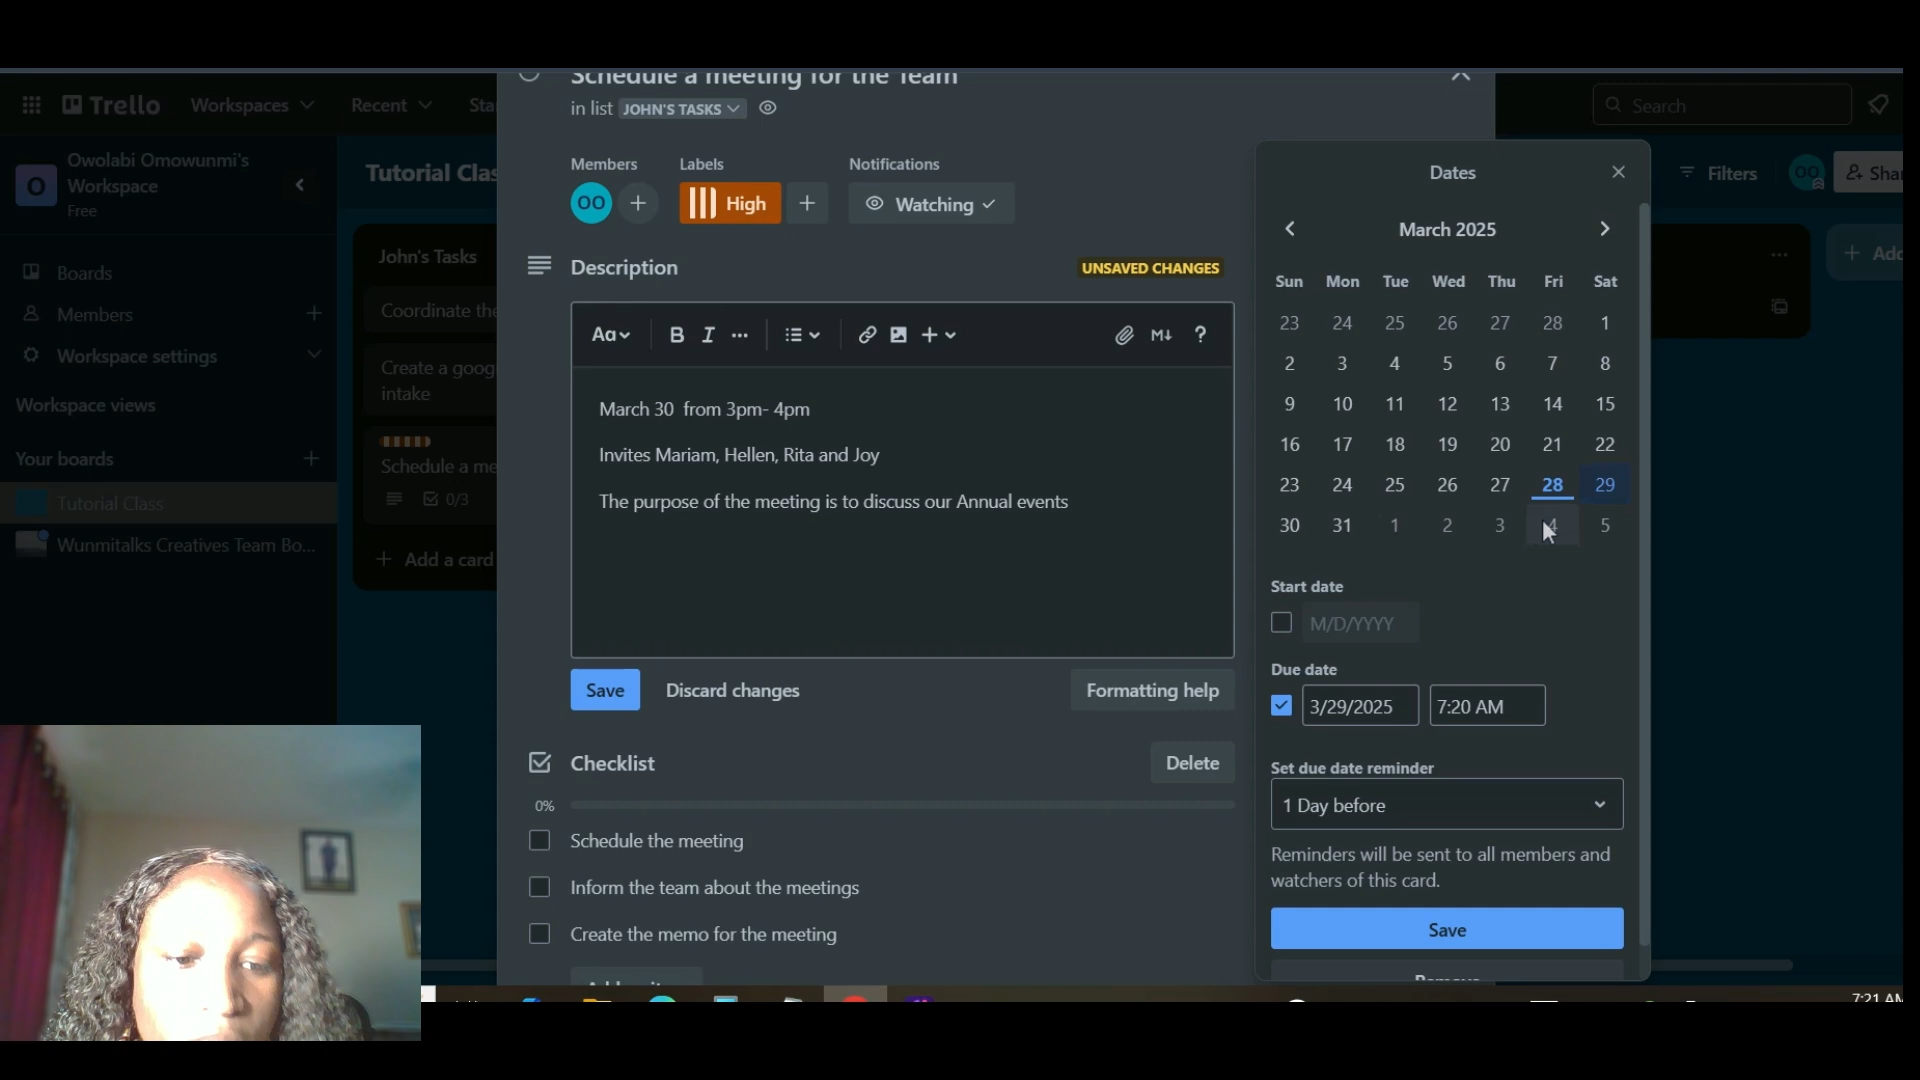 Schedule a meeting for the Team
in list JOHN'S TASKS
Trello
Workspaces
Recent
Search
Owolabi Omowunmi's
Workspace
Free
O
Boards
Members
Workspace settings
Workspace views
Your boards
Tutorial Class
Wunmitalks Creatives Team Bo...
John's Tasks
Coordinate the
intake
0/3
+ Add a card
Filters
OO
Members
OO
Labels
High
Notifications
Watching
Description
UNSAVED CHANGES
Aa
B I ...
M
?
March 30 from 3pm- 4pm
Invites Mariam, Hellen, Rita and Joy
The purpose of the meeting is to discuss our Annual events
Save
Discard changes
Formatting help
Checklist
Delete
0%
Schedule the meeting
Inform the team about the meetings
Create the memo for the meeting
Dates
March 2025
Sun Mon Tue Wed Thu Fri Sat
23 24 25 26 27 28 1
2 3 4 5 6 7 8
9 10 11 12 13 14 15
16 17 18 19 20 21 22
23 24 25 26 27 28 29
30 31 1 2 3 4 5
Start date
M/D/YYYY
Due date
3/29/2025 7:20 AM
Set due date reminder
1 Day before
Reminders will be sent to all members and
watchers of this card.
Save
7:21 AM